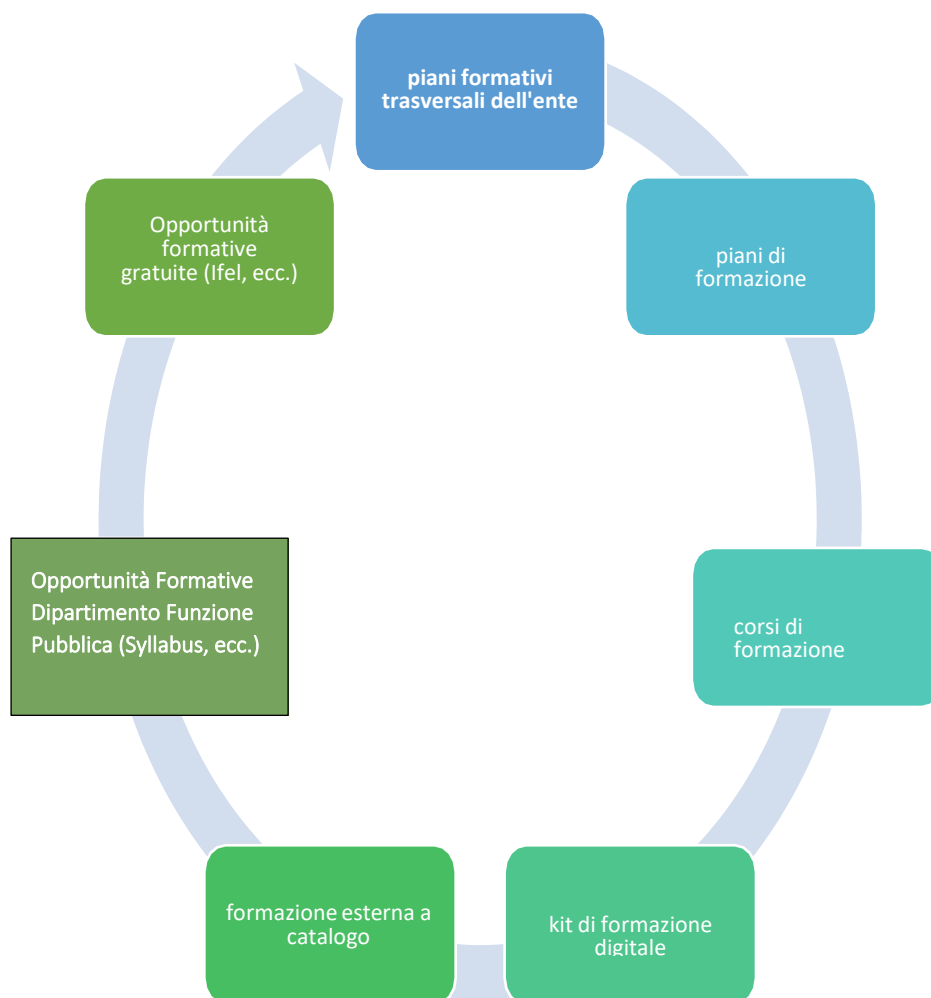 piani formativi
trasversali dell'ente
piani di
formazione
corsi di
formazione
kit di formazione
digitale
formazione esterna a
catalogo
Opportunità Formative
Dipartimento Funzione
Pubblica (Syllabus, ecc.)
Opportunità
formative
gratuite (Ifel, ecc.)